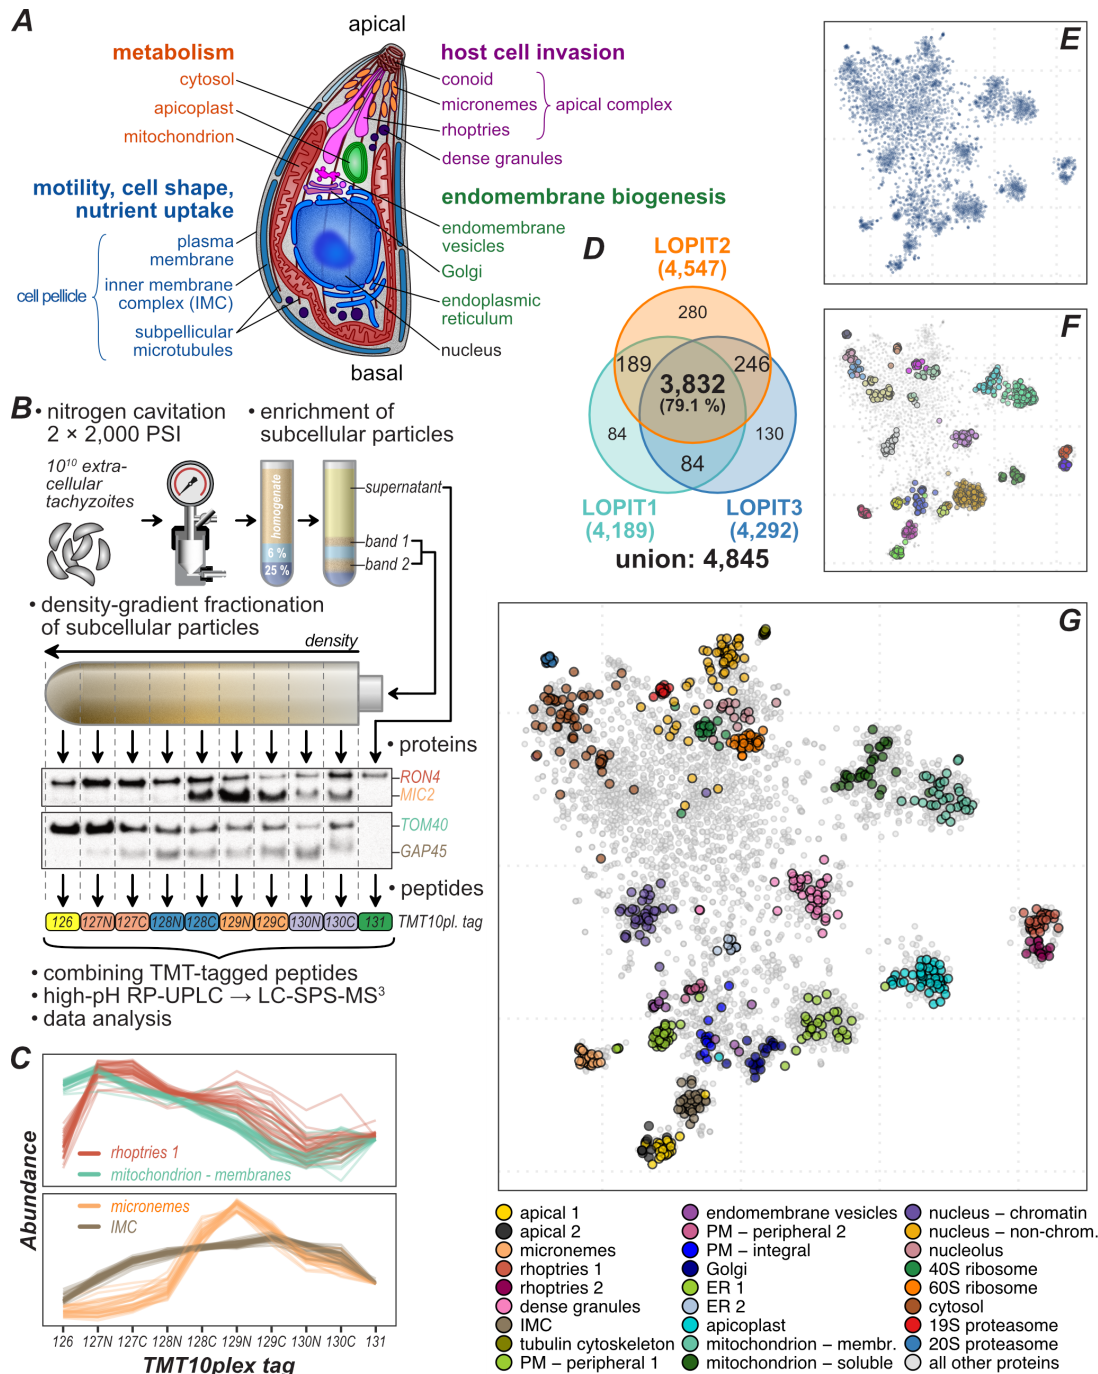 A
apical
metabolism
cytosol
apicoplast
mitochondrion
host cell invasion
conoid
micronemes
rhoptries
apical complex
dense granules
motility, cell shape,
nutrient uptake
plasma
membrane
inner membrane
complex (IMC)
cell pellicle
subpellicular
microtubules
endomembrane biogenesis
endomembrane
vesicles
Golgi
endoplasmic
reticulum
nucleus
basal
B
• nitrogen cavitation
2 × 2,000 PSI
• enrichment of
subcellular particles
10¹⁰ extra-
cellular
tachyzoites
homogenate
6 %
25 %
supernatant
band 1
band 2
• density-gradient fractionation
of subcellular particles
density
• proteins
RON4
MIC2
TOM40
GAP45
• peptides
126 127N 127C 128N 128C 129N 129C 130N 130C 131 TMT10pl. tag
• combining TMT-tagged peptides
• high-pH RP-UPLC → LC-SPS-MS³
• data analysis
C
rhoptries 1
mitochondrion - membranes
micronemes
IMC
Abundance
126 127N 127C 128N 128C 129N 129C 130N 130C 131
TMT10plex tag
D
LOPIT2
(4,547)
280
189
246
3,832
(79.1 %)
84
130
84
LOPIT1
(4,189)
LOPIT3
(4,292)
union: 4,845
E
F
G
apical 1
apical 2
micronemes
rhoptries 1
rhoptries 2
dense granules
IMC
tubulin cytoskeleton
PM − peripheral 1
endomembrane vesicles
PM − peripheral 2
PM − integral
Golgi
ER 1
ER 2
apicoplast
mitochondrion − membr.
mitochondrion − soluble
nucleus − chromatin
nucleus − non-chrom.
nucleolus
40S ribosome
60S ribosome
cytosol
19S proteasome
20S proteasome
all other proteins